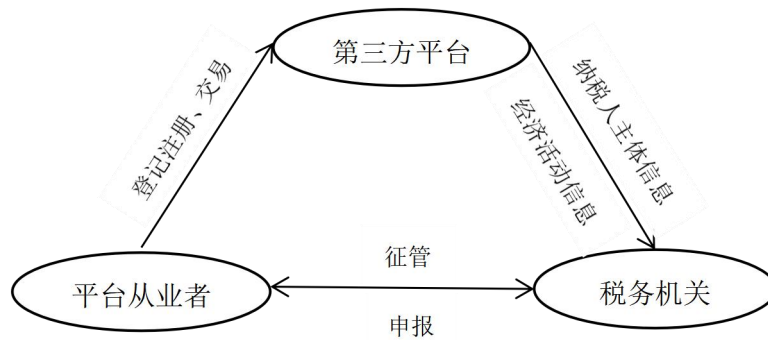 第三方平台
登记注册、交易
经济活动信息
纳税人主体信息
征管
平台从业者
税务机关
申报